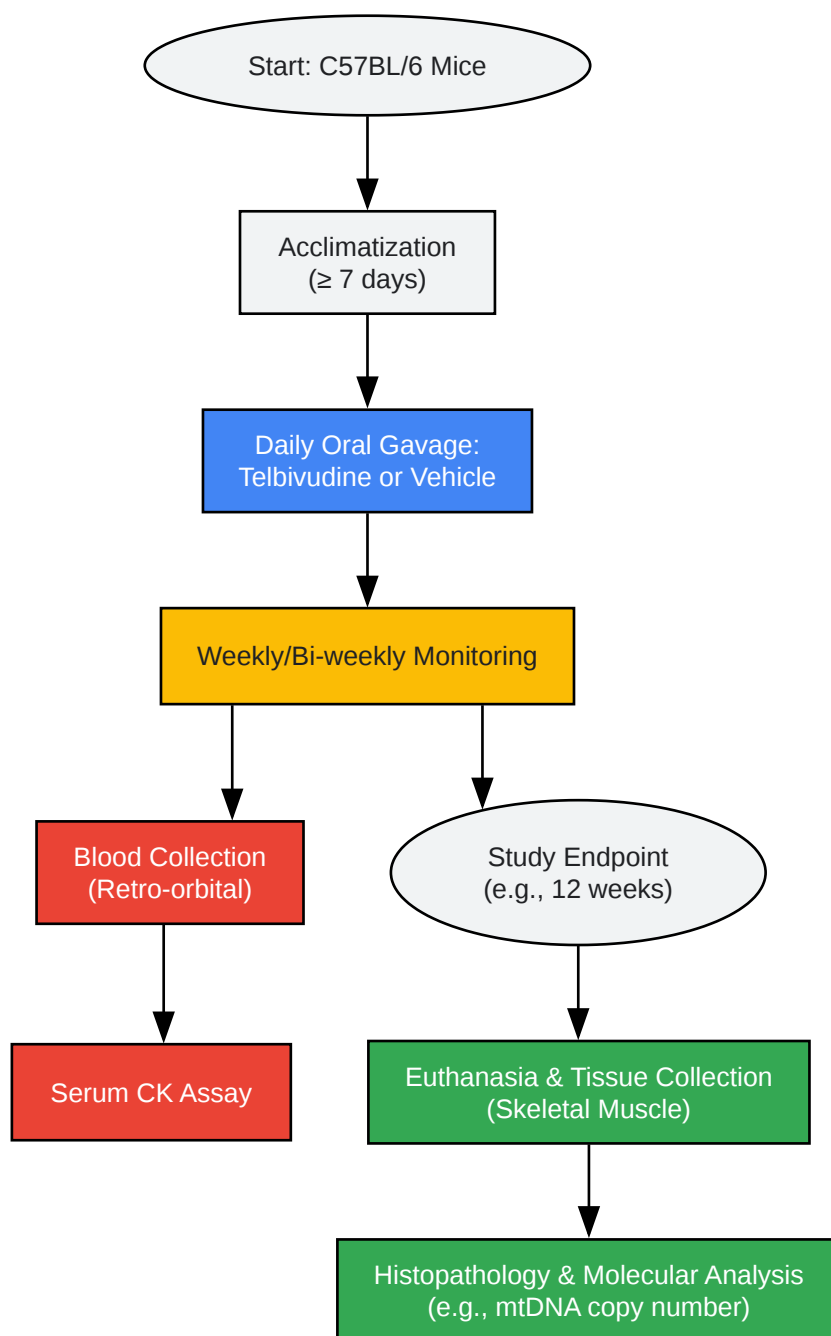 Start: C57BL/6 Mice
Acclimatization
(≥ 7 days)
Daily Oral Gavage:
Telbivudine or Vehicle
Weekly/Bi-weekly Monitoring
Blood Collection
(Retro-orbital)
Study Endpoint
(e.g., 12 weeks)
Serum CK Assay
Euthanasia & Tissue Collection
(Skeletal Muscle)
Histopathology & Molecular Analysis
(e.g., mtDNA copy number)